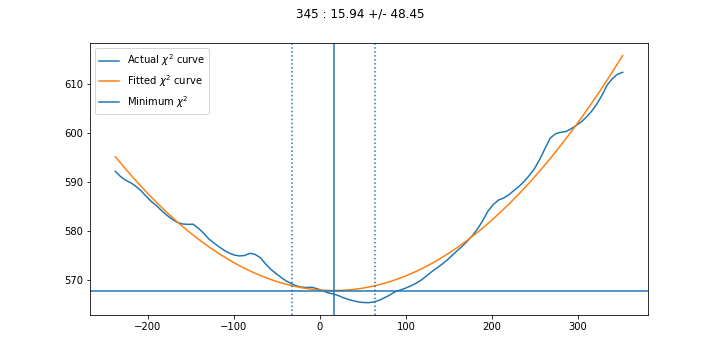 345 : 15.94 +/- 48.45
Actual χ² curve
Fitted χ² curve
Minimum χ²
610
600
590
580
570
−200 −100 0 100 200 300